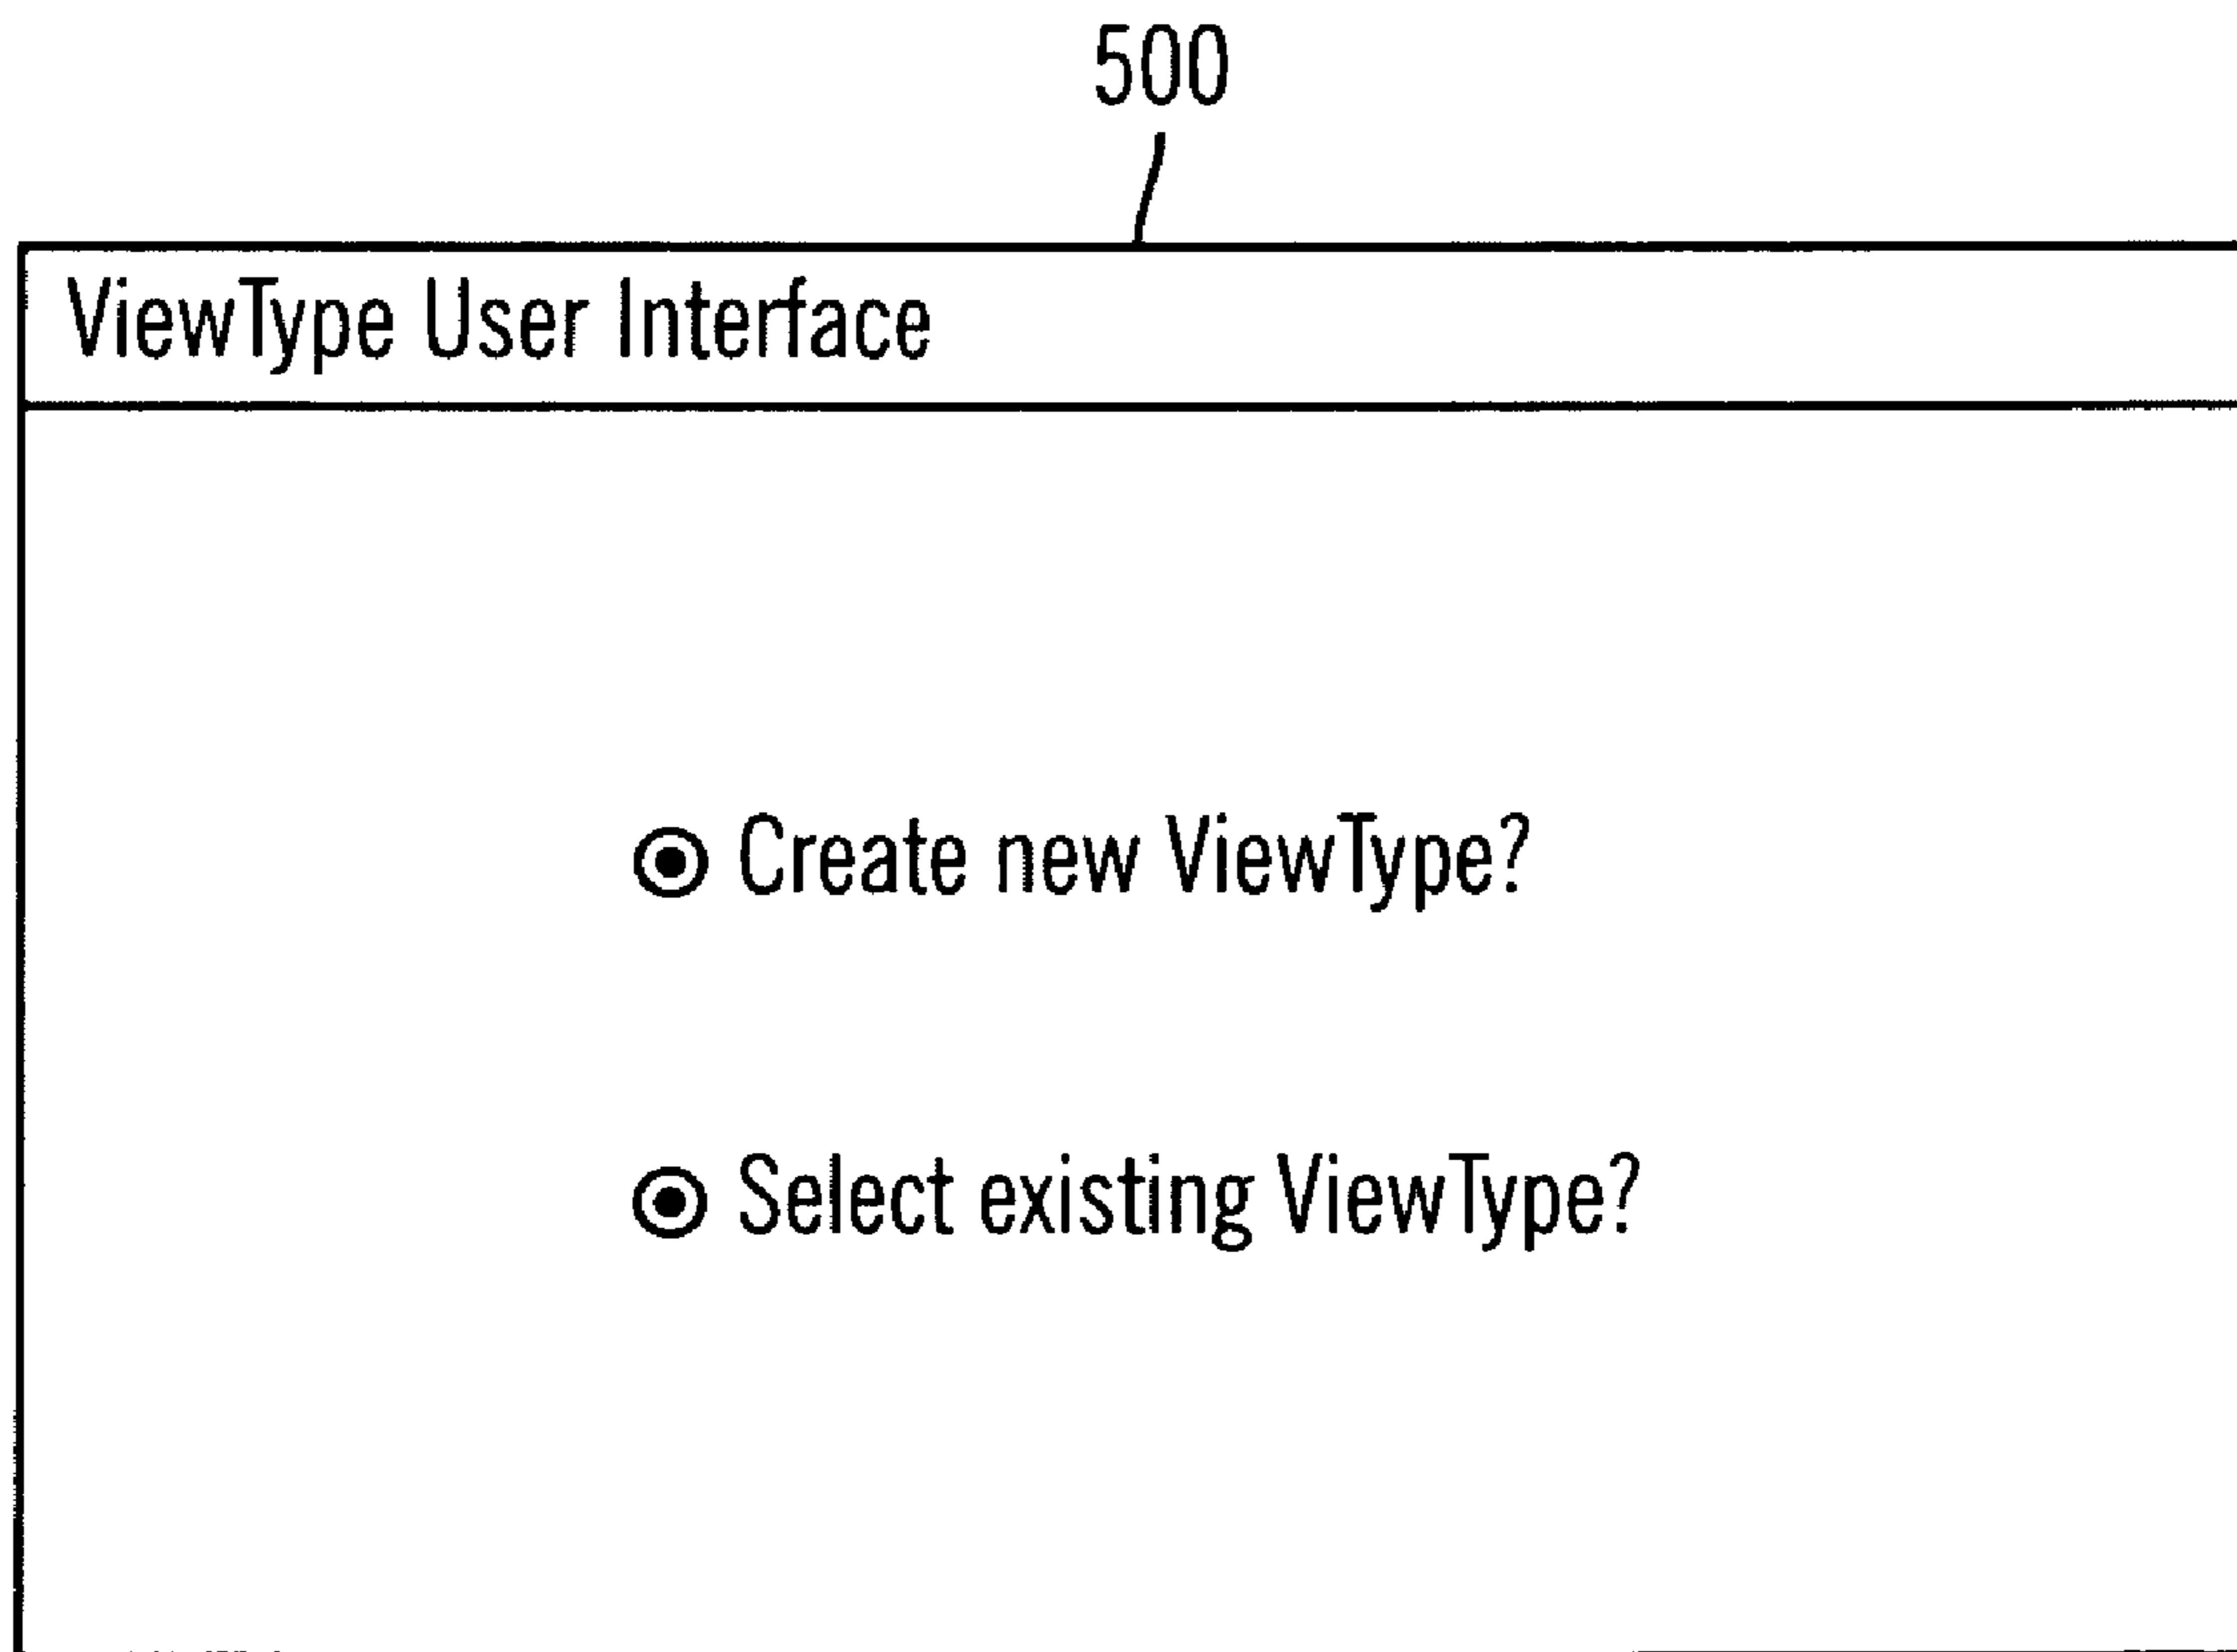 500
ViewType User Interface
Create new ViewType?
Select existing ViewType?